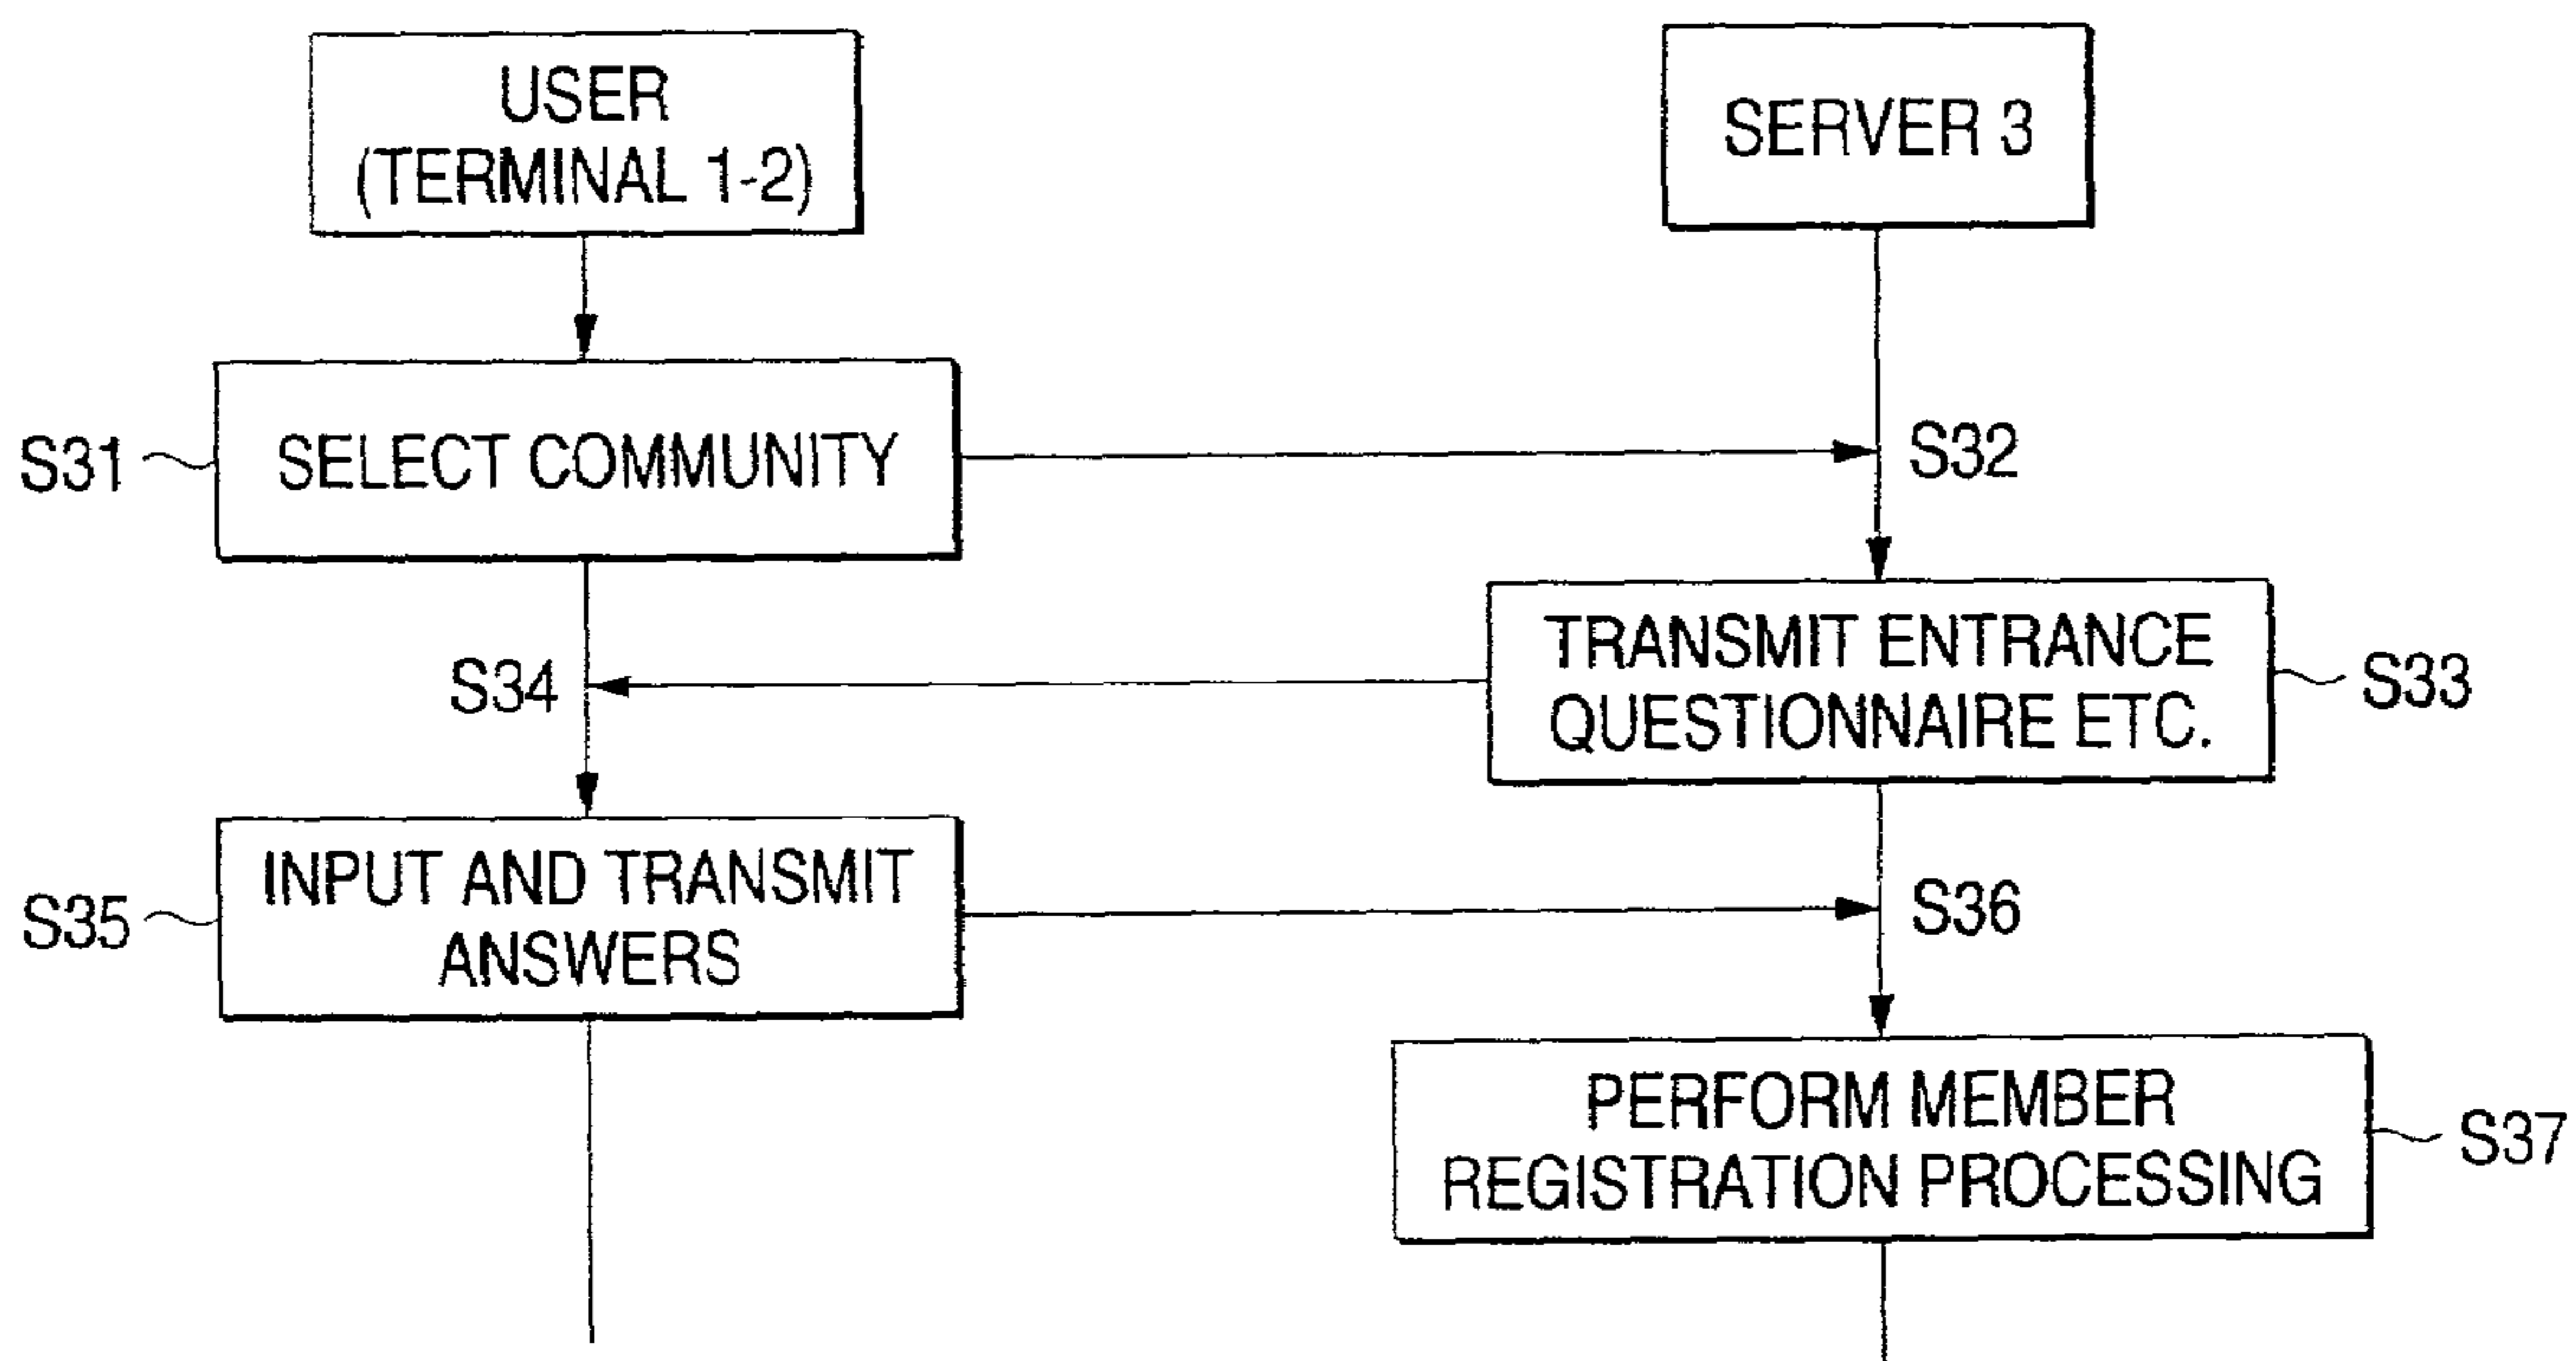 USER
(TERMINAL 1-2)
SERVER 3
S31
SELECT COMMUNITY
S32
TRANSMIT ENTRANCE
QUESTIONNAIRE ETC.
S33
S34
S35
INPUT AND TRANSMIT
ANSWERS
S36
PERFORM MEMBER
REGISTRATION PROCESSING
S37